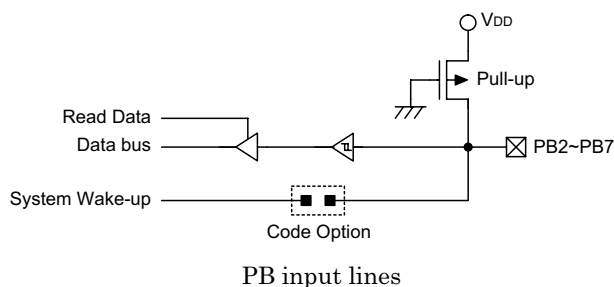 VDD
Pull-up
Read Data
Data bus
PB2~PB7
System Wake-up
Code Option
PB input lines